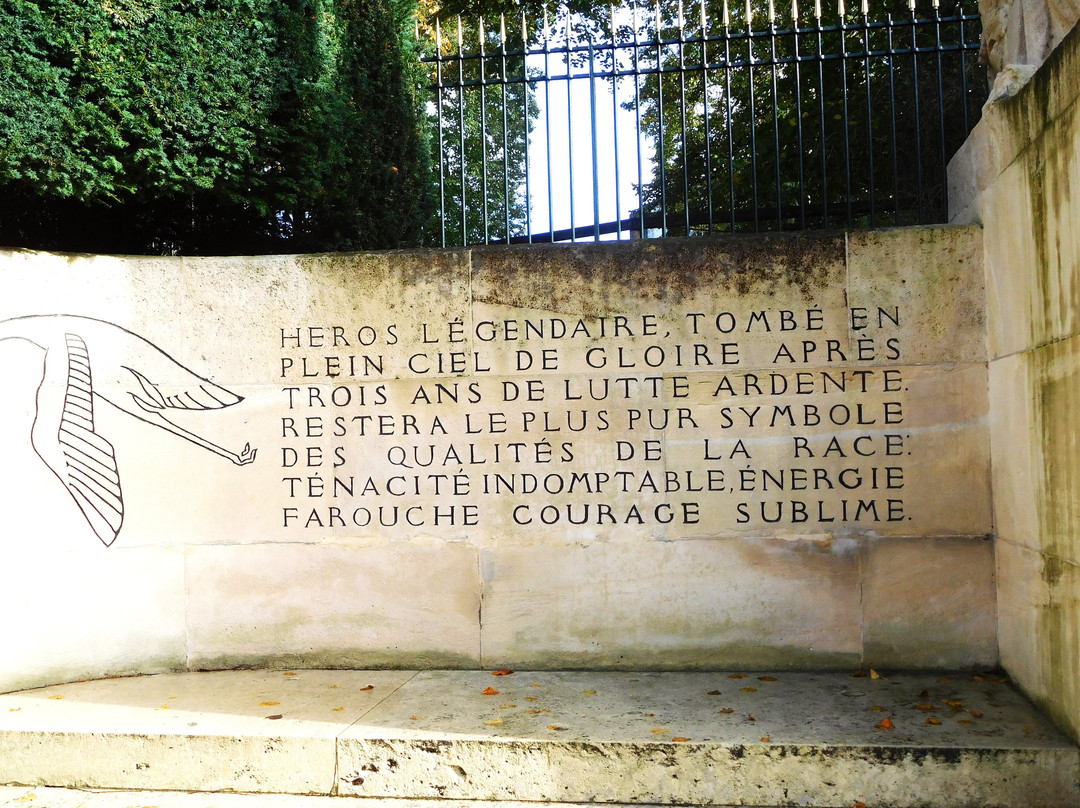 HEROS LÉGENDAIRE, TOMBÉ EN
PLEIN CIEL DE GLOIRE APRÈS
TROIS ANS DE LUTTE ARDENTE.
RESTERA LE PLUS PUR SYMBOLE
DES QUALITÉS DE LA RACE:
TÉNACITÉ INDOMPTABLE, ÉNERGIE
FAROUCHE COURAGE SUBLIME.